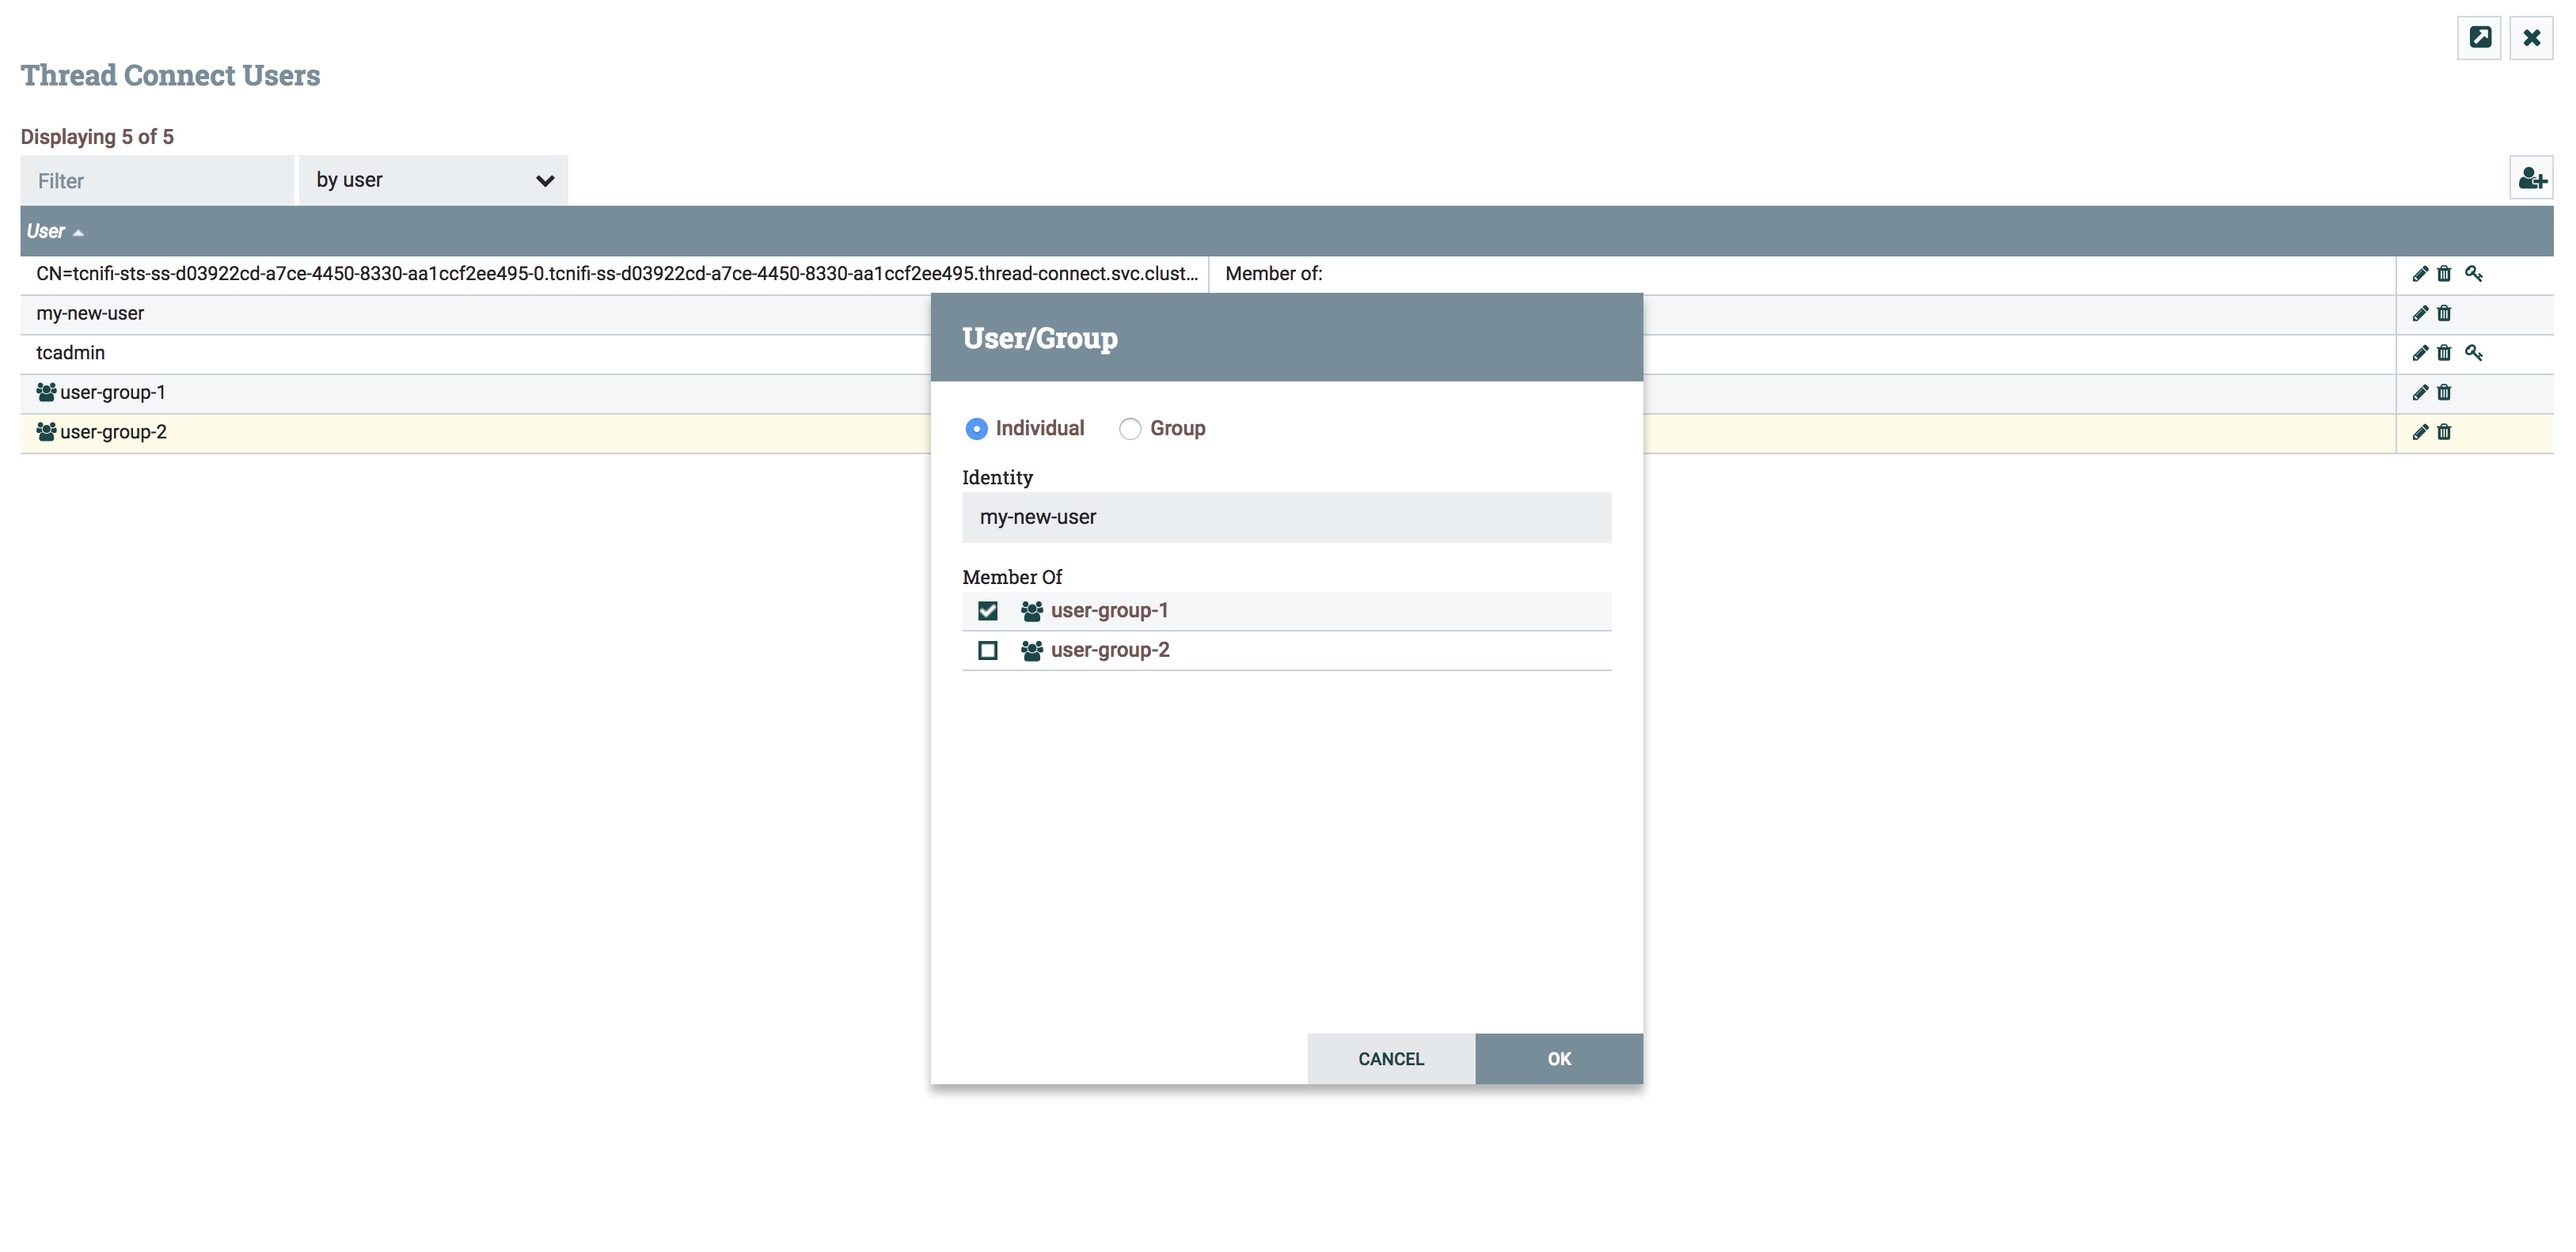 Thread Connect Users
Displaying 5 of 5
Filter
by user
User
CN=tcnifi-sts-ss-d03922cd-a7ce-4450-8330-aa1ccf2ee495-0.tcnifi-ss-d03922cd-a7ce-4450-8330-aa1ccf2ee495.thread-connect.svc.clust... Member of:
my-new-user
tcadmin
user-group-1
user-group-2
User/Group
Individual Group
Identity
my-new-user
Member Of
user-group-1
user-group-2
CANCEL OK